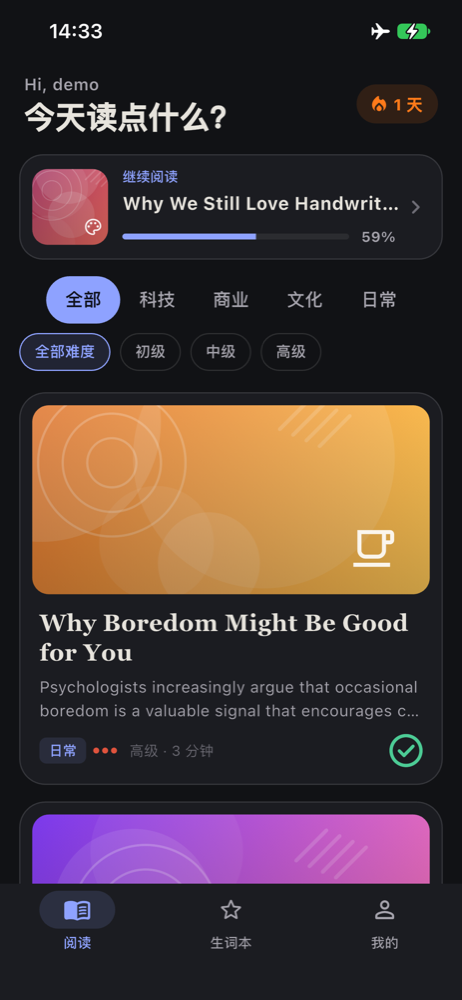 14:33
Hi, demo
今天读点什么?
1 天
继续阅读
Why We Still Love Handwrit...
59%
全部 科技 商业 文化 日常
全部难度 初级 中级 高级
Why Boredom Might Be Good
for You
Psychologists increasingly argue that occasional
boredom is a valuable signal that encourages c...
日常 高级 · 3 分钟
阅读 生词本 我的